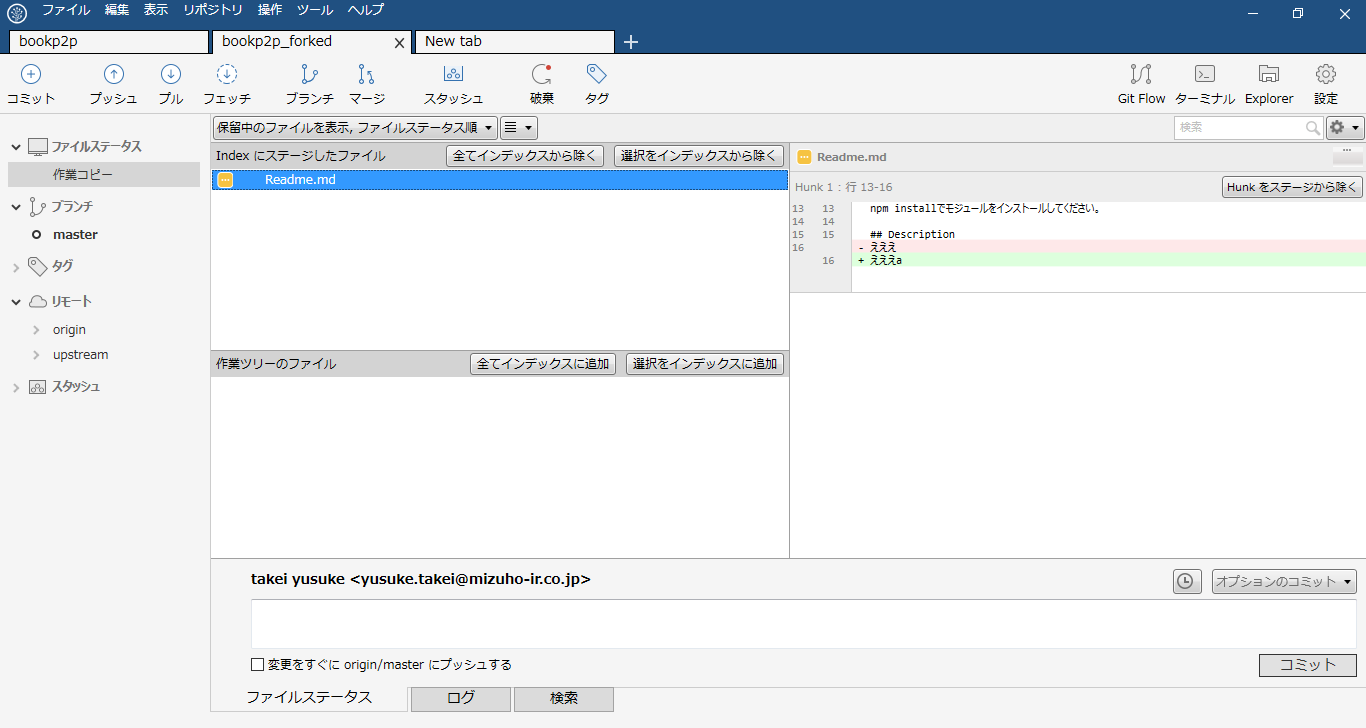 ファイル 編集 表示 リポジトリ 操作 ツール ヘルプ
bookp2p bookp2p_forked New tab
コミット プッシュ プル フェッチ ブランチ マージ スタッシュ 破棄 タグ Git Flow ターミナル Explorer 設定
保留中のファイルを表示, ファイルステータス順 検索
ファイルステータス
作業コピー
ブランチ
master
タグ
リモート
origin
upstream
スタッシュ
Index にステージしたファイル 全てインデックスから除く 選択をインデックスから除く
Readme.md
作業ツリーのファイル 全てインデックスに追加 選択をインデックスに追加
Readme.md
Hunk 1 : 行 13-16 Hunk をステージから除く
13 13 npm installでモジュールをインストールしてください。
14 14
15 15 ## Description
16 - えええ
16 + えええa
takei yusuke <yusuke.takei@mizuho-ir.co.jp> オプションのコミット
変更をすぐに origin/master にプッシュする コミット
ファイルステータス ログ 検索